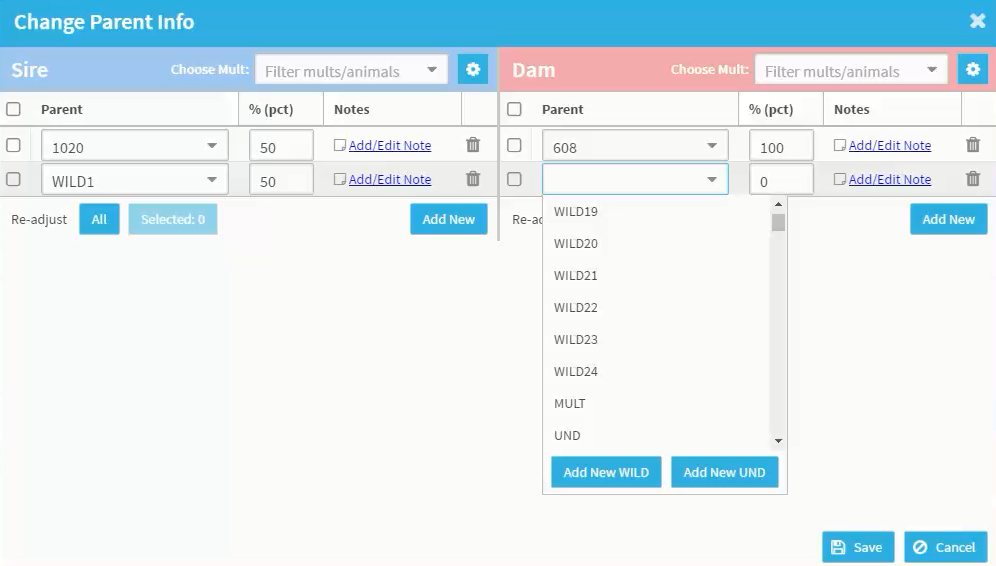 Change Parent Info
Sire Choose Mult: Filter mults/animals
Dam Choose Mult: Filter mults/animals
Parent % (pct) Notes
Parent % (pct) Notes
1020 50 Add/Edit Note
608 100 Add/Edit Note
WILD1 50 Add/Edit Note
0 Add/Edit Note
Re-adjust All Selected: 0 Add New
Re-ad Add New
WILD19
WILD20
WILD21
WILD22
WILD23
WILD24
MULT
UND
Add New WILD Add New UND
Save Cancel